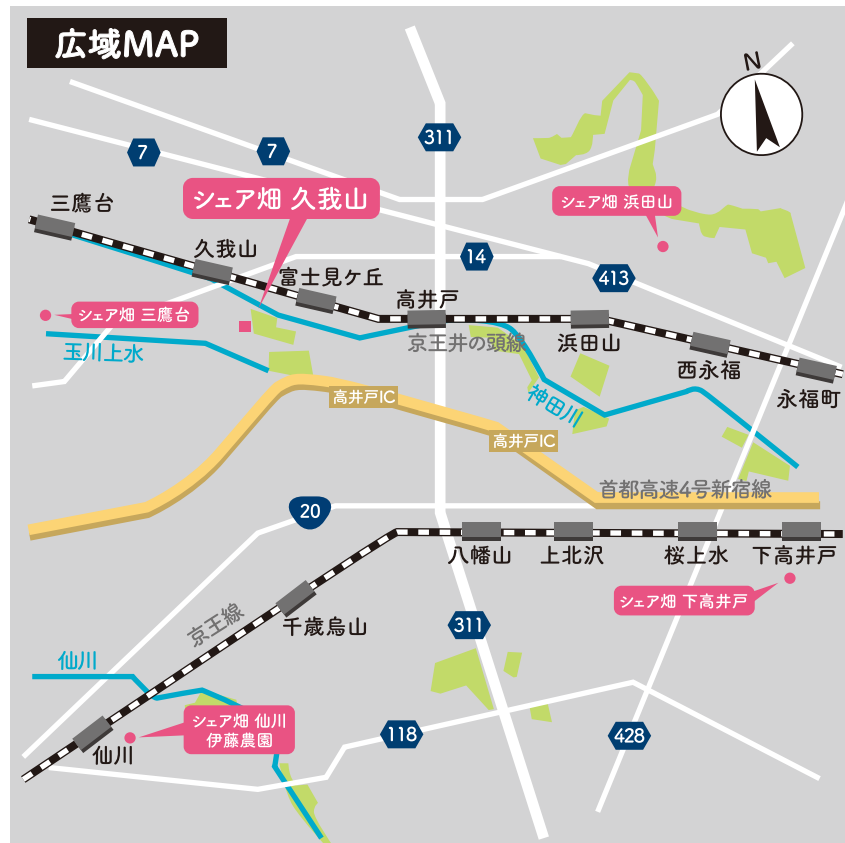 広域MAP
N
311
7
7
シェア畑 久我山
シェア畑 浜田山
三鷹台
久我山
14
富士見ケ丘
413
高井戸
シェア畑 三鷹台
京王井の頭線
浜田山
玉川上水
西永福
高井戸IC
神田川
永福町
高井戸IC
首都高速4号新宿線
20
八幡山
上北沢
桜上水
下高井戸
シェア畑 下高井戸
京王線
千歳烏山
311
仙川
シェア畑 仙川
伊藤農園
118
428
仙川